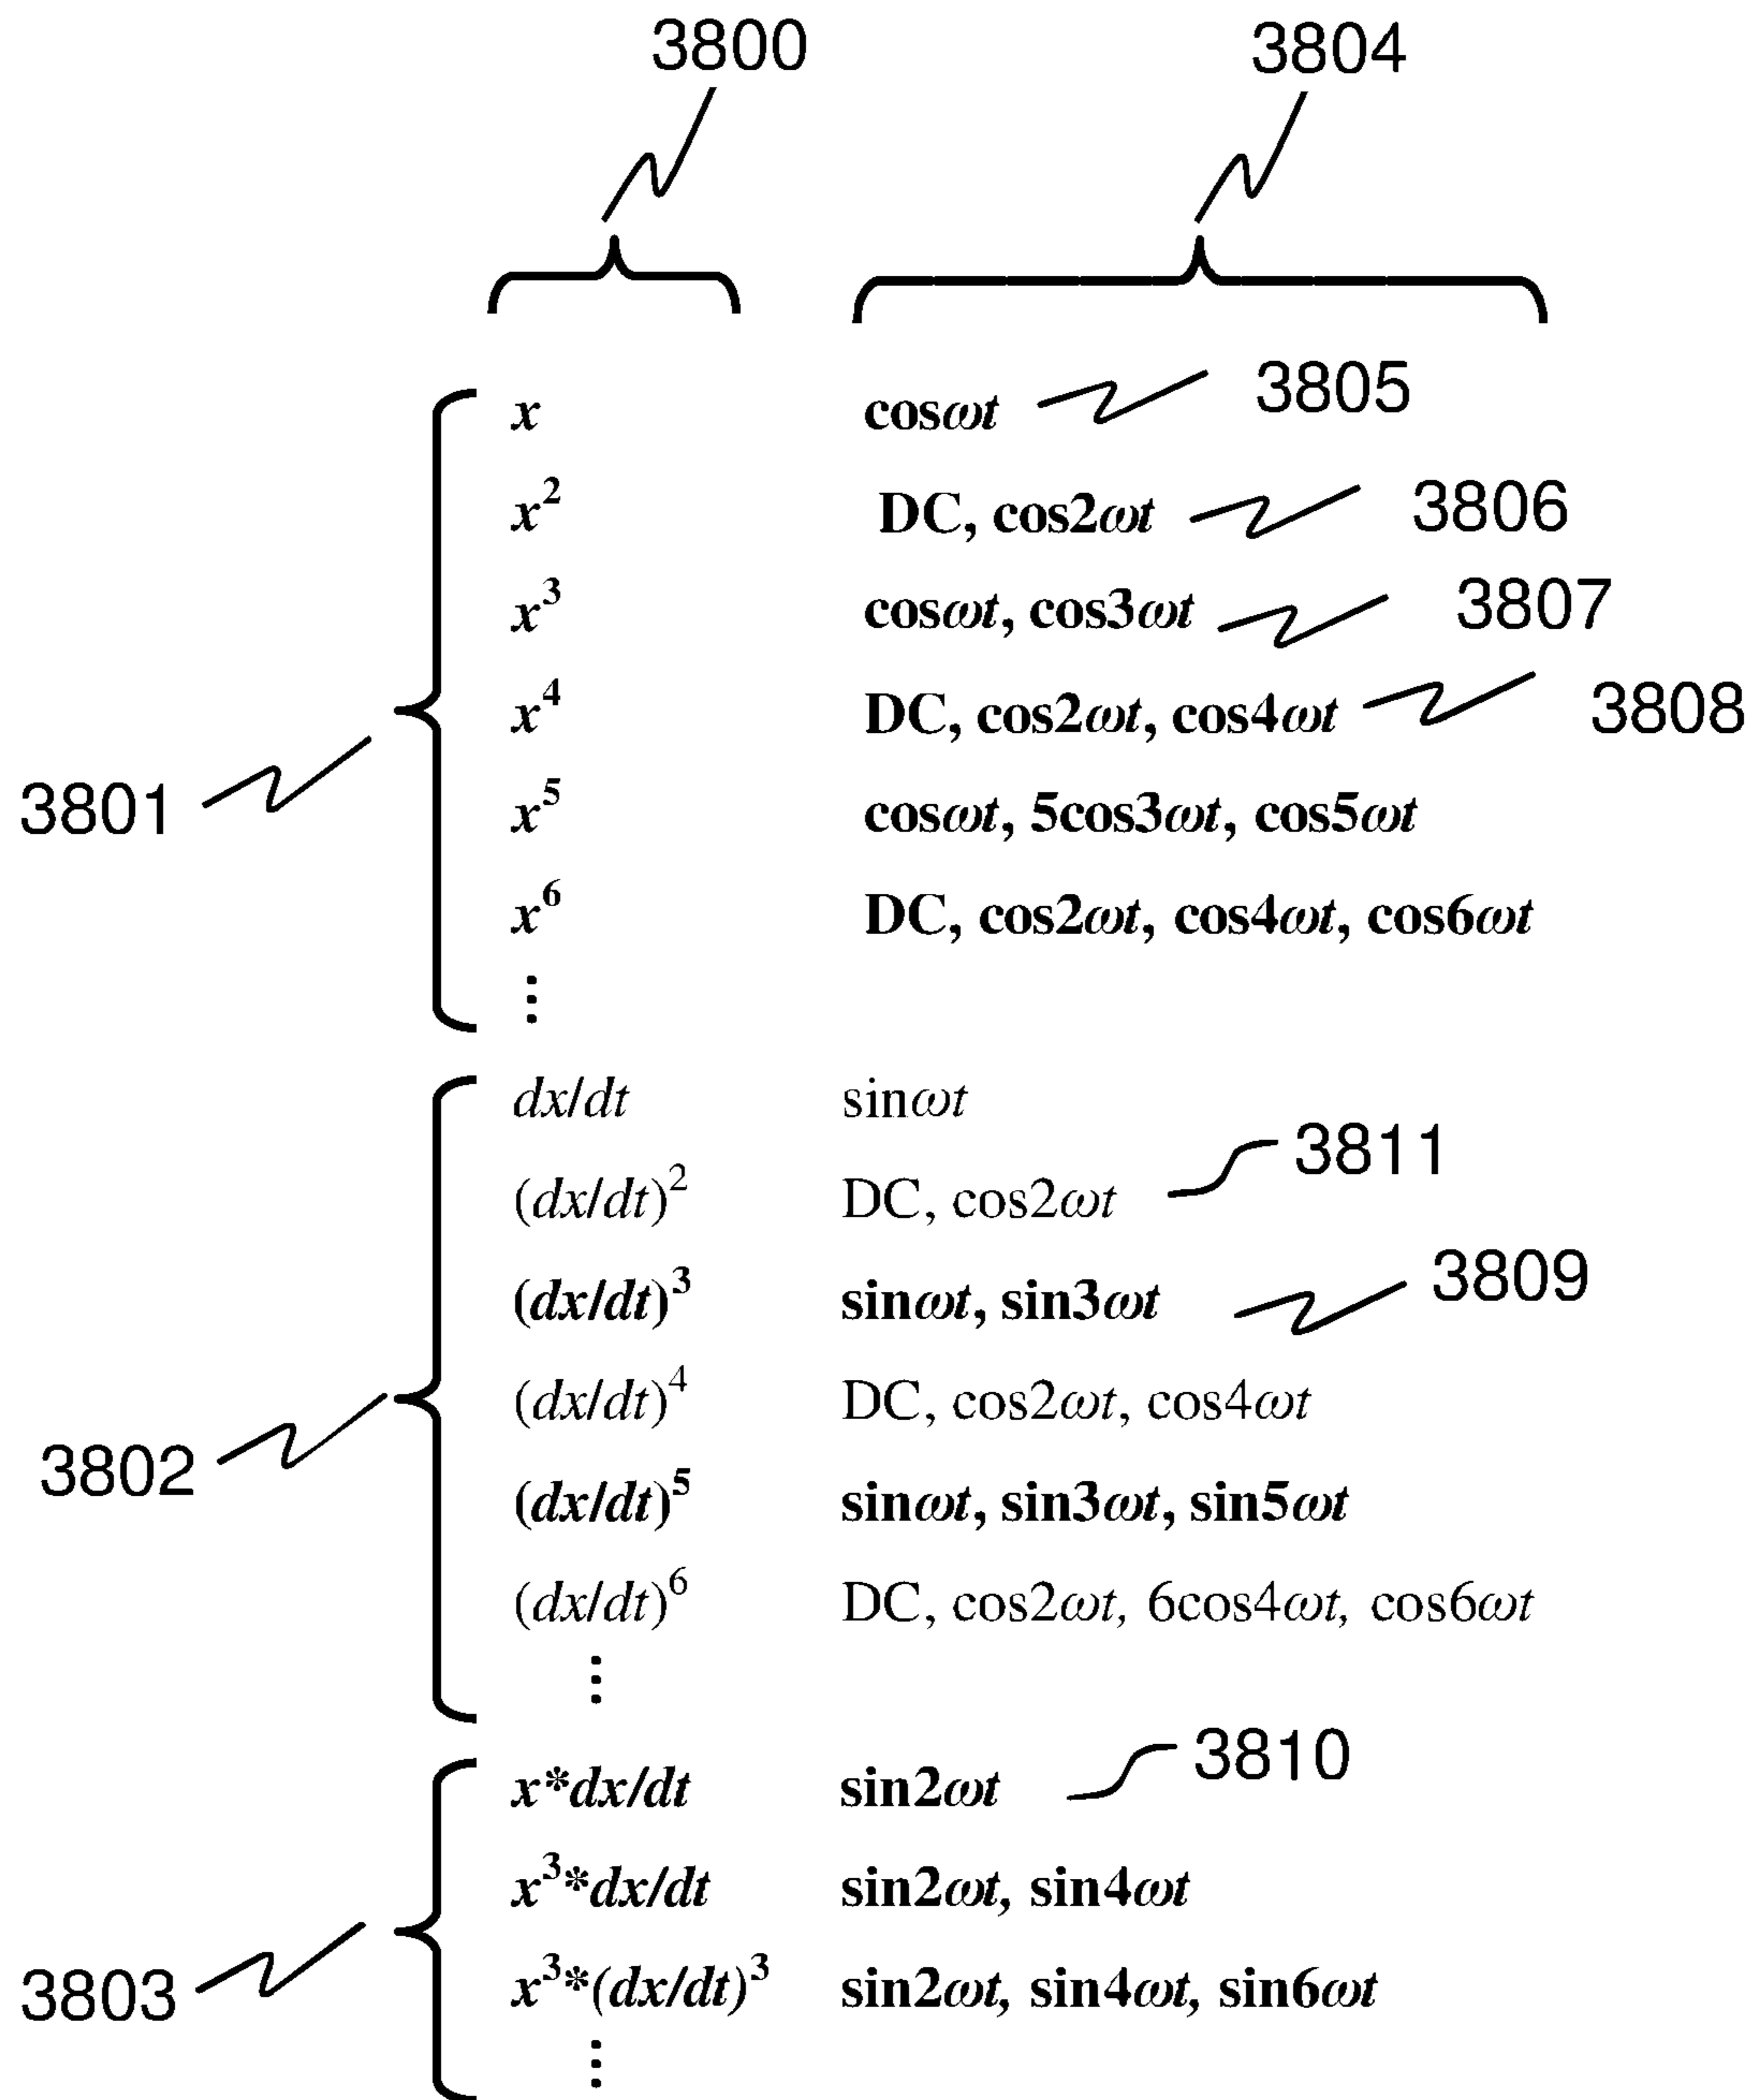 3800 3804
x cosωt 3805
x² DC, cos2ωt 3806
x³ cosωt, cos3ωt 3807
x⁴ DC, cos2ωt, cos4ωt 3808
3801 x⁵ cosωt, 5cos3ωt, cos5ωt
x⁶ DC, cos2ωt, cos4ωt, cos6ωt
⋮
dx/dt sinωt
(dx/dt)² DC, cos2ωt 3811
(dx/dt)³ sinωt, sin3ωt 3809
(dx/dt)⁴ DC, cos2ωt, cos4ωt
3802 (dx/dt)⁵ sinωt, sin3ωt, sin5ωt
(dx/dt)⁶ DC, cos2ωt, 6cos4ωt, cos6ωt
⋮
x*dx/dt sin2ωt 3810
x³*dx/dt sin2ωt, sin4ωt
3803 x³*(dx/dt)³ sin2ωt, sin4ωt, sin6ωt
⋮